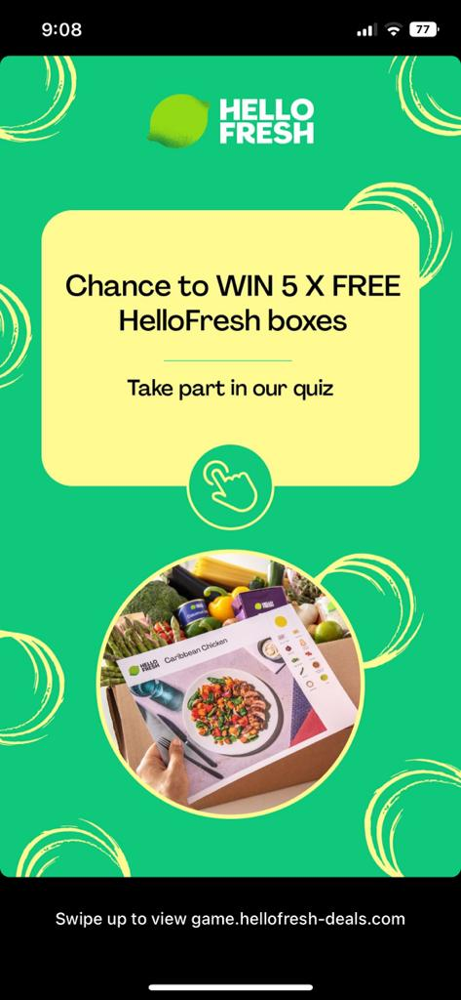 9:08
77
HELLO
FRESH
Chance to WIN 5 X FREE
HelloFresh boxes
Take part in our quiz
HELLO
FRESH
Caribbean Chicken
Swipe up to view game.hellofresh-deals.com